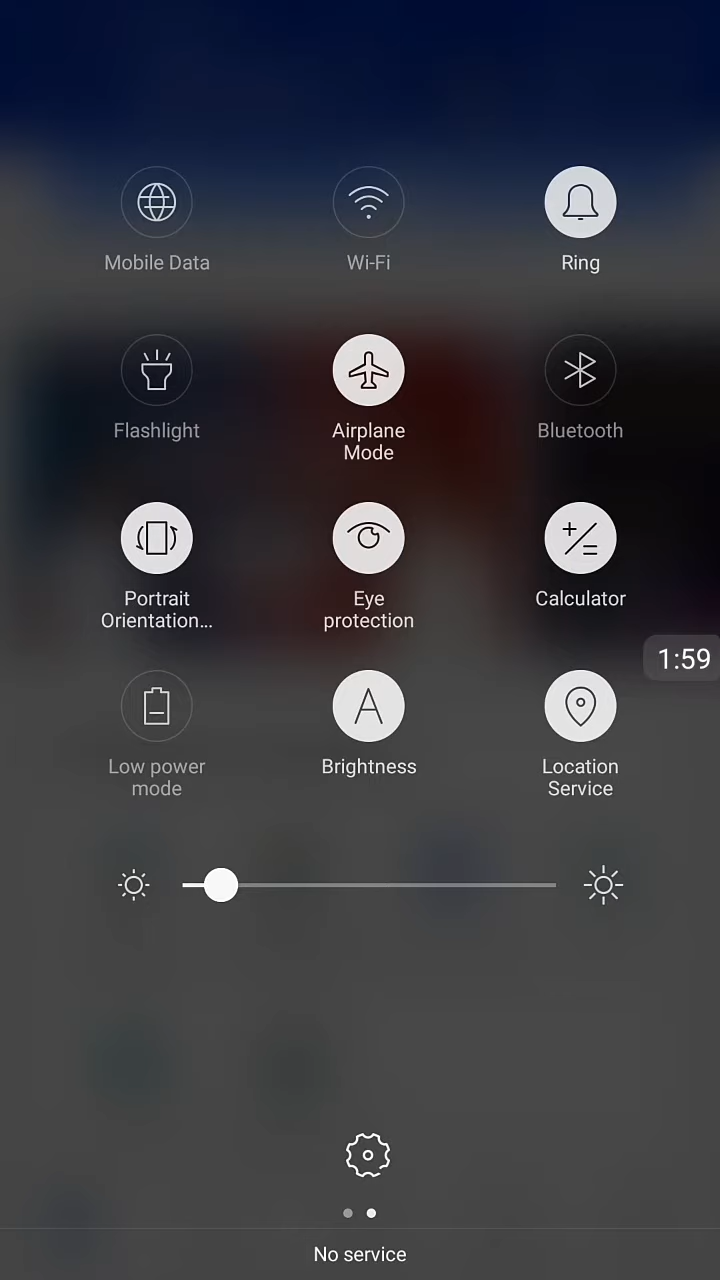 Mobile Data
Wi-Fi
Ring
Flashlight
Airplane
Mode
Bluetooth
Portrait
Orientation...
Eye
protection
Calculator
1:59
Low power
mode
Brightness
Location
Service
No service